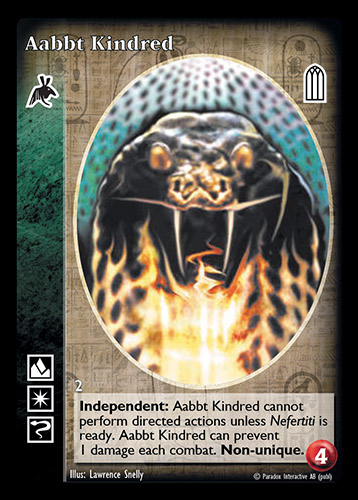 Aabbt Kindred
2
Independent: Aabbt Kindred cannot
perform directed actions unless Nefertiti is
ready. Aabbt Kindred can prevent
1 damage each combat. Non-unique.
4
Illus: Lawrence Snelly
© Paradox Interactive AB (publ)